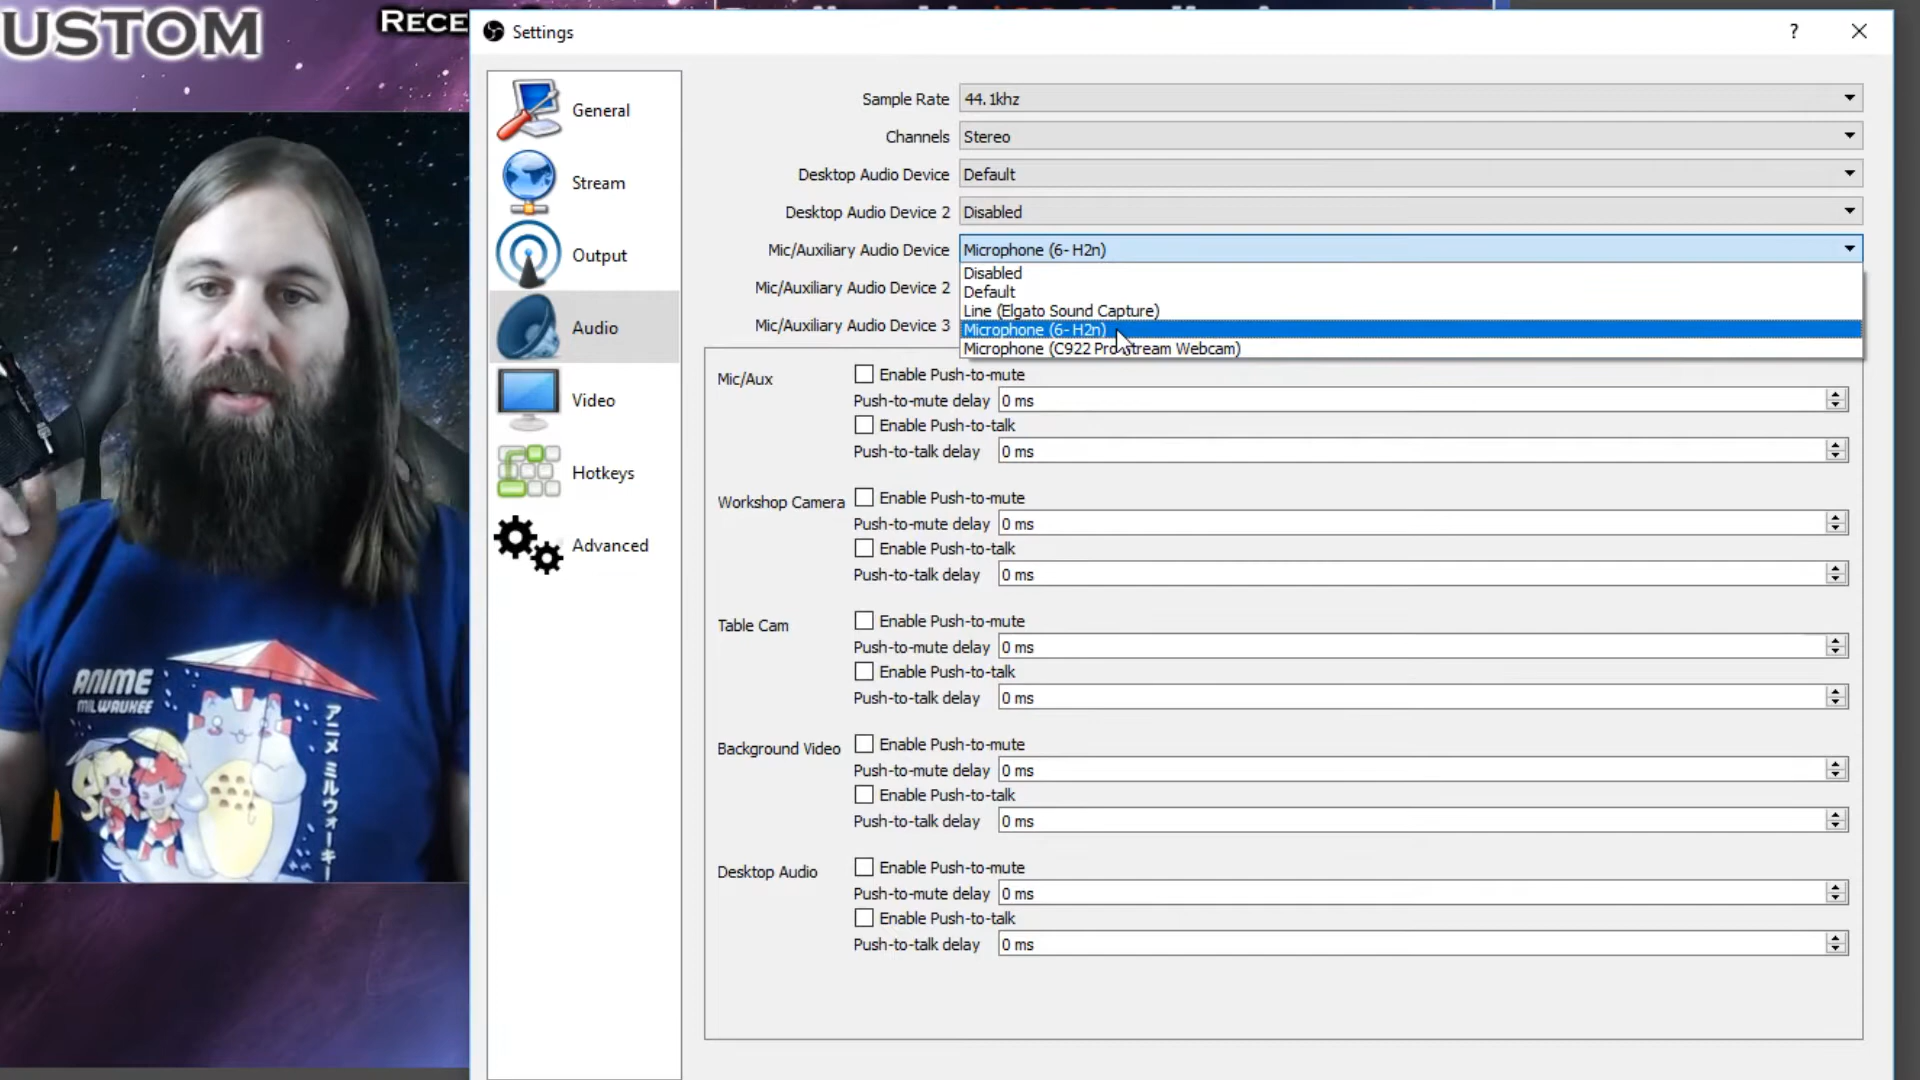 USTOM
RECE
Settings
?
General
Stream
Output
Audio
Video
Hotkeys
Advanced
Sample Rate 44.1khz
Channels Stereo
Desktop Audio Device Default
Desktop Audio Device 2 Disabled
Mic/Auxiliary Audio Device Microphone (6- H2n)
Mic/Auxiliary Audio Device 2
Mic/Auxiliary Audio Device 3
Disabled
Default
Line (Elgato Sound Capture)
Microphone (6- H2n)
Microphone (C922 Pro Stream Webcam)
Mic/Aux
Enable Push-to-mute
Push-to-mute delay 0 ms
Enable Push-to-talk
Push-to-talk delay 0 ms
Workshop Camera
Enable Push-to-mute
Push-to-mute delay 0 ms
Enable Push-to-talk
Push-to-talk delay 0 ms
Table Cam
Enable Push-to-mute
Push-to-mute delay 0 ms
Enable Push-to-talk
Push-to-talk delay 0 ms
Background Video
Enable Push-to-mute
Push-to-mute delay 0 ms
Enable Push-to-talk
Push-to-talk delay 0 ms
Desktop Audio
Enable Push-to-mute
Push-to-mute delay 0 ms
Enable Push-to-talk
Push-to-talk delay 0 ms
ANIME
MILWAUKEE
アニメ ミルウォーキー